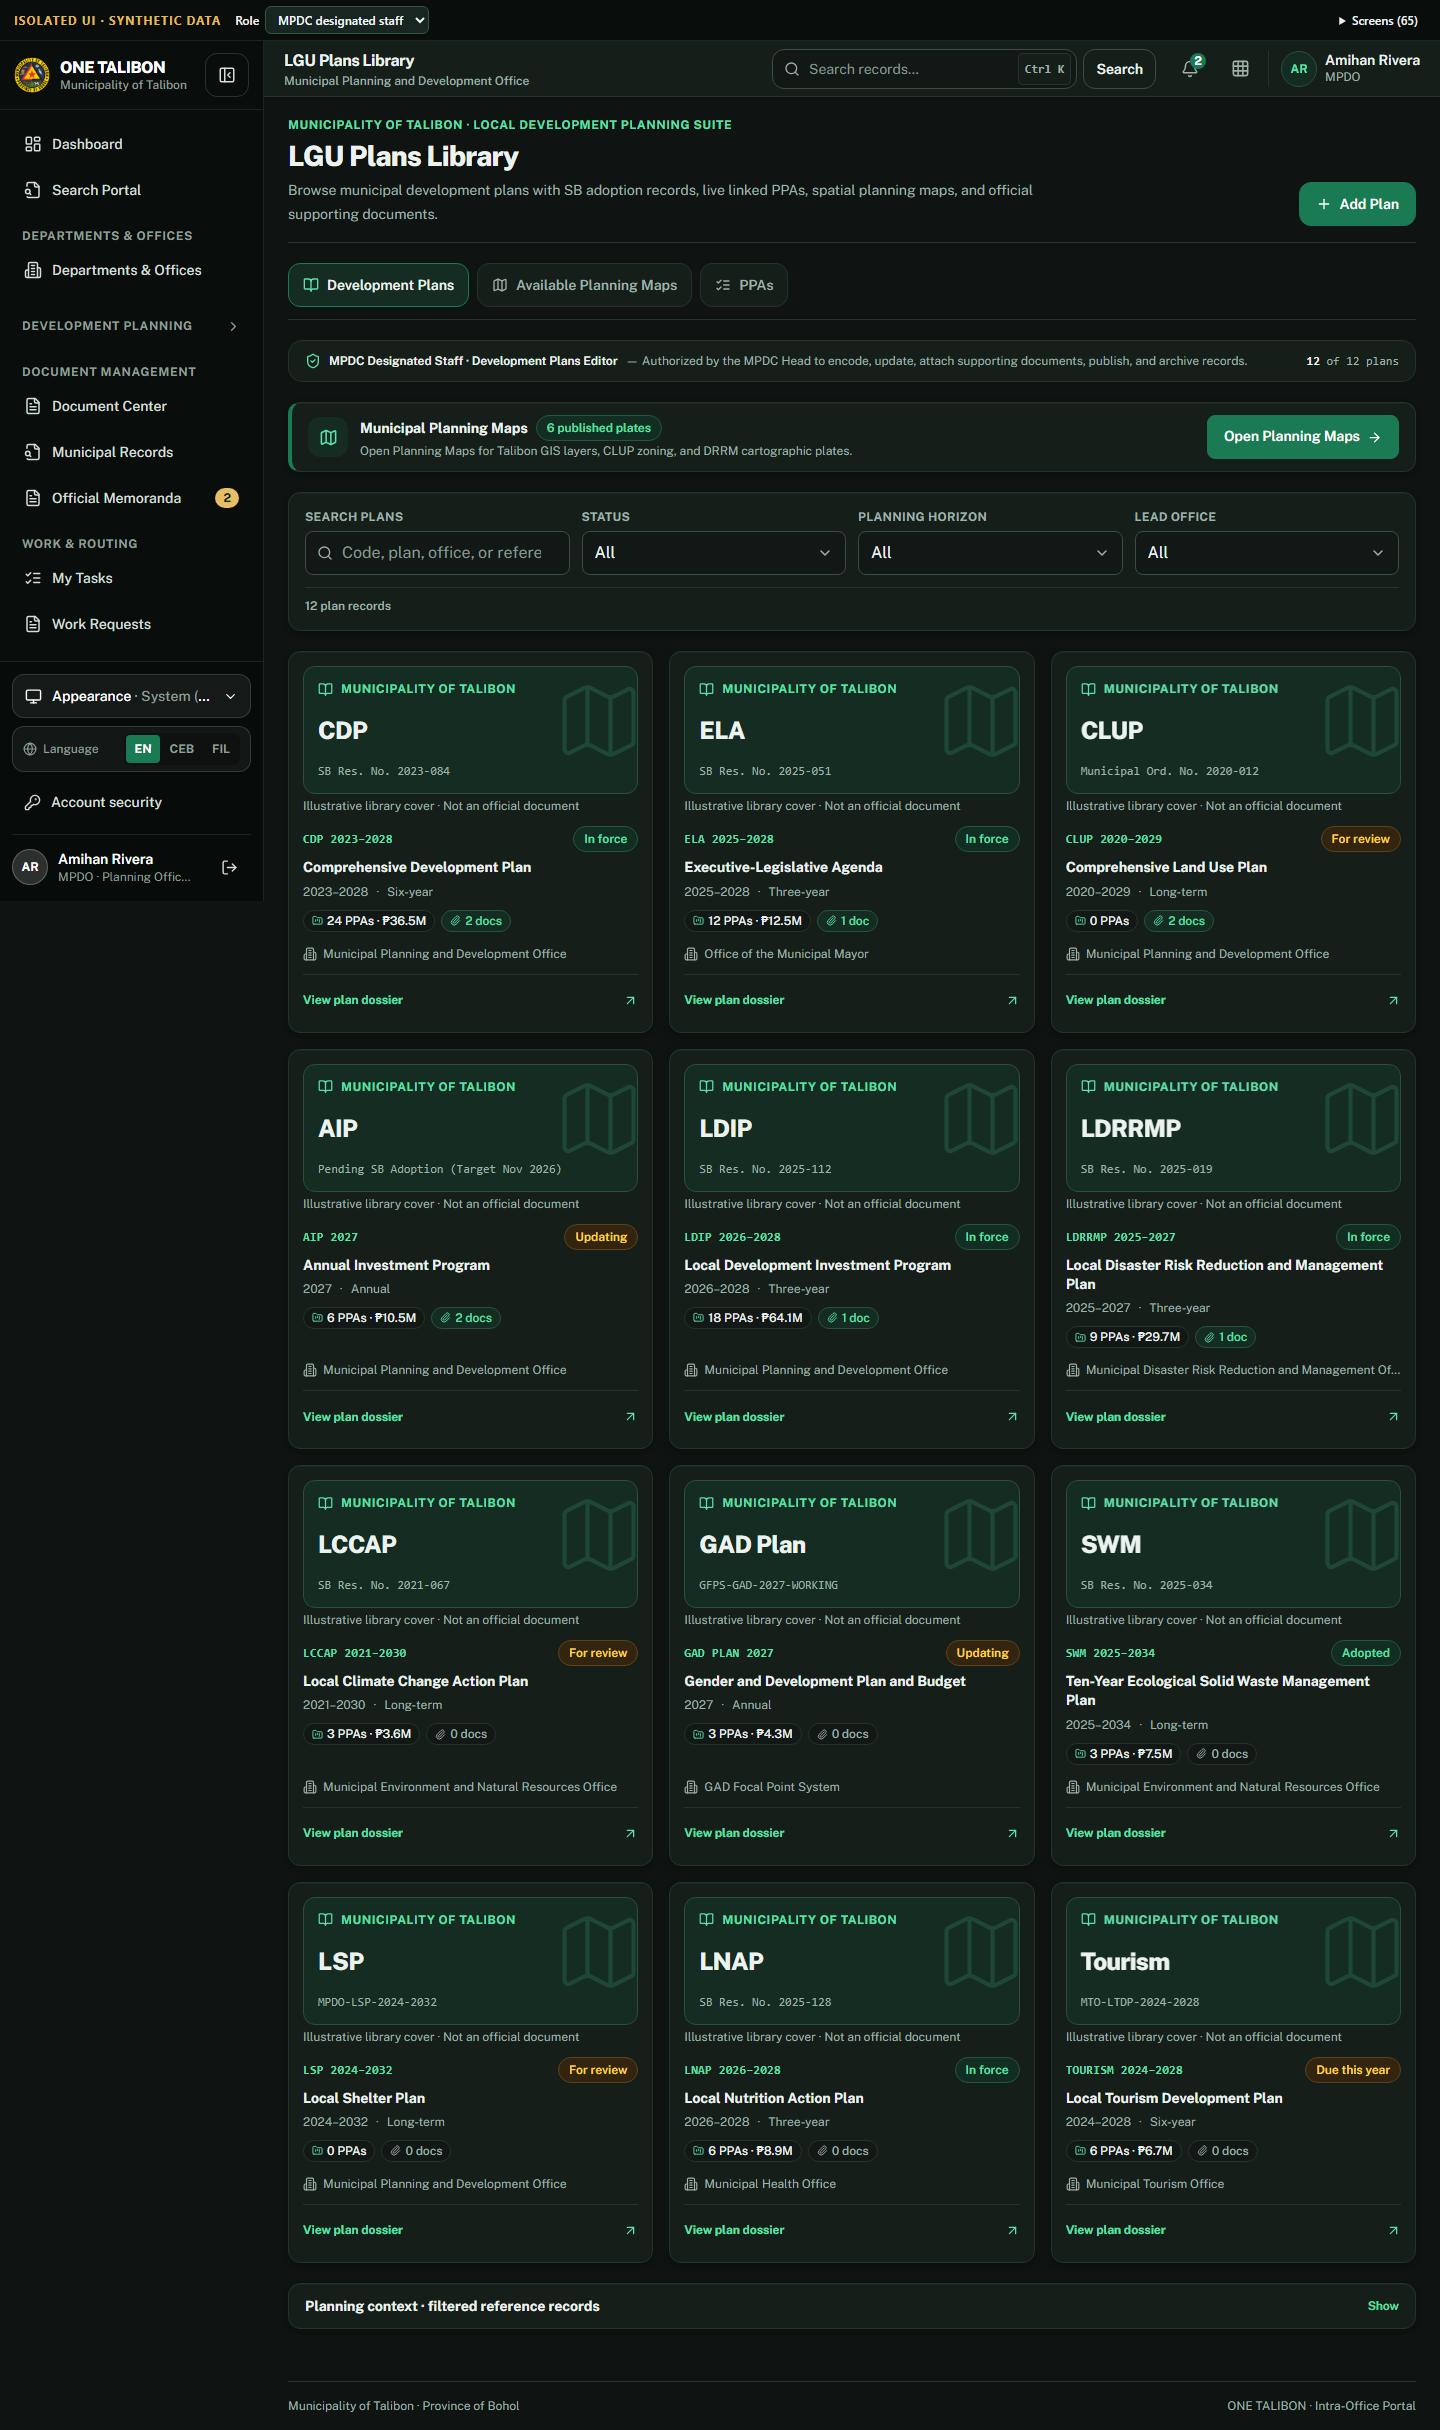 ISOLATED UI · SYNTHETIC DATA
Role
MPDC designated staff
Screens (65)
ONE TALIBON
Municipality of Talibon
LGU Plans Library
Municipal Planning and Development Office
Search records...
Ctrl K
Search
2
AR
Amihan Rivera
MPDO
Dashboard
Search Portal
DEPARTMENTS & OFFICES
Departments & Offices
DEVELOPMENT PLANNING
DOCUMENT MANAGEMENT
Document Center
Municipal Records
Official Memoranda
2
WORK & ROUTING
My Tasks
Work Requests
Appearance · System (...
Language
EN
CEB
FIL
Account security
AR
Amihan Rivera
MPDO · Planning Offic...
MUNICIPALITY OF TALIBON · LOCAL DEVELOPMENT PLANNING SUITE
LGU Plans Library
Browse municipal development plans with SB adoption records, live linked PPAs, spatial planning maps, and official
supporting documents.
Add Plan
Development Plans
Available Planning Maps
PPAs
MPDC Designated Staff · Development Plans Editor — Authorized by the MPDC Head to encode, update, attach supporting documents, publish, and archive records.
12 of 12 plans
Municipal Planning Maps
6 published plates
Open Planning Maps for Talibon GIS layers, CLUP zoning, and DRRM cartographic plates.
Open Planning Maps
SEARCH PLANS
STATUS
PLANNING HORIZON
LEAD OFFICE
Code, plan, office, or refere
All
All
All
12 plan records
MUNICIPALITY OF TALIBON
CDP
SB Res. No. 2023-084
Illustrative library cover · Not an official document
CDP 2023–2028
In force
Comprehensive Development Plan
2023–2028 · Six-year
24 PPAs · ₱36.5M
2 docs
Municipal Planning and Development Office
View plan dossier
MUNICIPALITY OF TALIBON
ELA
SB Res. No. 2025-051
Illustrative library cover · Not an official document
ELA 2025–2028
In force
Executive-Legislative Agenda
2025–2028 · Three-year
12 PPAs · ₱12.5M
1 doc
Office of the Municipal Mayor
View plan dossier
MUNICIPALITY OF TALIBON
CLUP
Municipal Ord. No. 2020-012
Illustrative library cover · Not an official document
CLUP 2020–2029
For review
Comprehensive Land Use Plan
2020–2029 · Long-term
0 PPAs
2 docs
Municipal Planning and Development Office
View plan dossier
MUNICIPALITY OF TALIBON
AIP
Pending SB Adoption (Target Nov 2026)
Illustrative library cover · Not an official document
AIP 2027
Updating
Annual Investment Program
2027 · Annual
6 PPAs · ₱10.5M
2 docs
Municipal Planning and Development Office
View plan dossier
MUNICIPALITY OF TALIBON
LDIP
SB Res. No. 2025-112
Illustrative library cover · Not an official document
LDIP 2026–2028
In force
Local Development Investment Program
2026–2028 · Three-year
18 PPAs · ₱64.1M
1 doc
Municipal Planning and Development Office
View plan dossier
MUNICIPALITY OF TALIBON
LDRRMP
SB Res. No. 2025-019
Illustrative library cover · Not an official document
LDRRMP 2025–2027
In force
Local Disaster Risk Reduction and Management
Plan
2025–2027 · Three-year
9 PPAs · ₱29.7M
1 doc
Municipal Disaster Risk Reduction and Management Of...
View plan dossier
MUNICIPALITY OF TALIBON
LCCAP
SB Res. No. 2021-067
Illustrative library cover · Not an official document
LCCAP 2021–2030
For review
Local Climate Change Action Plan
2021–2030 · Long-term
3 PPAs · ₱3.6M
0 docs
Municipal Environment and Natural Resources Office
View plan dossier
MUNICIPALITY OF TALIBON
GAD Plan
GFPS-GAD-2027-WORKING
Illustrative library cover · Not an official document
GAD PLAN 2027
Updating
Gender and Development Plan and Budget
2027 · Annual
3 PPAs · ₱4.3M
0 docs
GAD Focal Point System
View plan dossier
MUNICIPALITY OF TALIBON
SWM
SB Res. No. 2025-034
Illustrative library cover · Not an official document
SWM 2025–2034
Adopted
Ten-Year Ecological Solid Waste Management
Plan
2025–2034 · Long-term
3 PPAs · ₱7.5M
0 docs
Municipal Environment and Natural Resources Office
View plan dossier
MUNICIPALITY OF TALIBON
LSP
MPDO-LSP-2024-2032
Illustrative library cover · Not an official document
LSP 2024–2032
For review
Local Shelter Plan
2024–2032 · Long-term
0 PPAs
0 docs
Municipal Planning and Development Office
View plan dossier
MUNICIPALITY OF TALIBON
LNAP
SB Res. No. 2025-128
Illustrative library cover · Not an official document
LNAP 2026–2028
In force
Local Nutrition Action Plan
2026–2028 · Three-year
6 PPAs · ₱8.9M
0 docs
Municipal Health Office
View plan dossier
MUNICIPALITY OF TALIBON
Tourism
MTO-LTDP-2024-2028
Illustrative library cover · Not an official document
TOURISM 2024–2028
Due this year
Local Tourism Development Plan
2024–2028 · Six-year
6 PPAs · ₱6.7M
0 docs
Municipal Tourism Office
View plan dossier
Planning context · filtered reference records
Show
Municipality of Talibon · Province of Bohol
ONE TALIBON · Intra-Office Portal